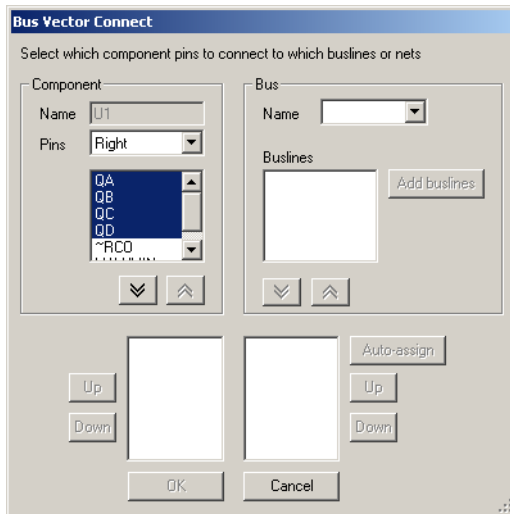 Bus Vector Connect
Select which component pins to connect to which buslines or nets
Component
Name U1
Pins Right
QA
QB
QC
QD
~RCO
Bus
Name
Buslines
Add buslines
Auto-assign
Up
Up
Down
Down
OK
Cancel